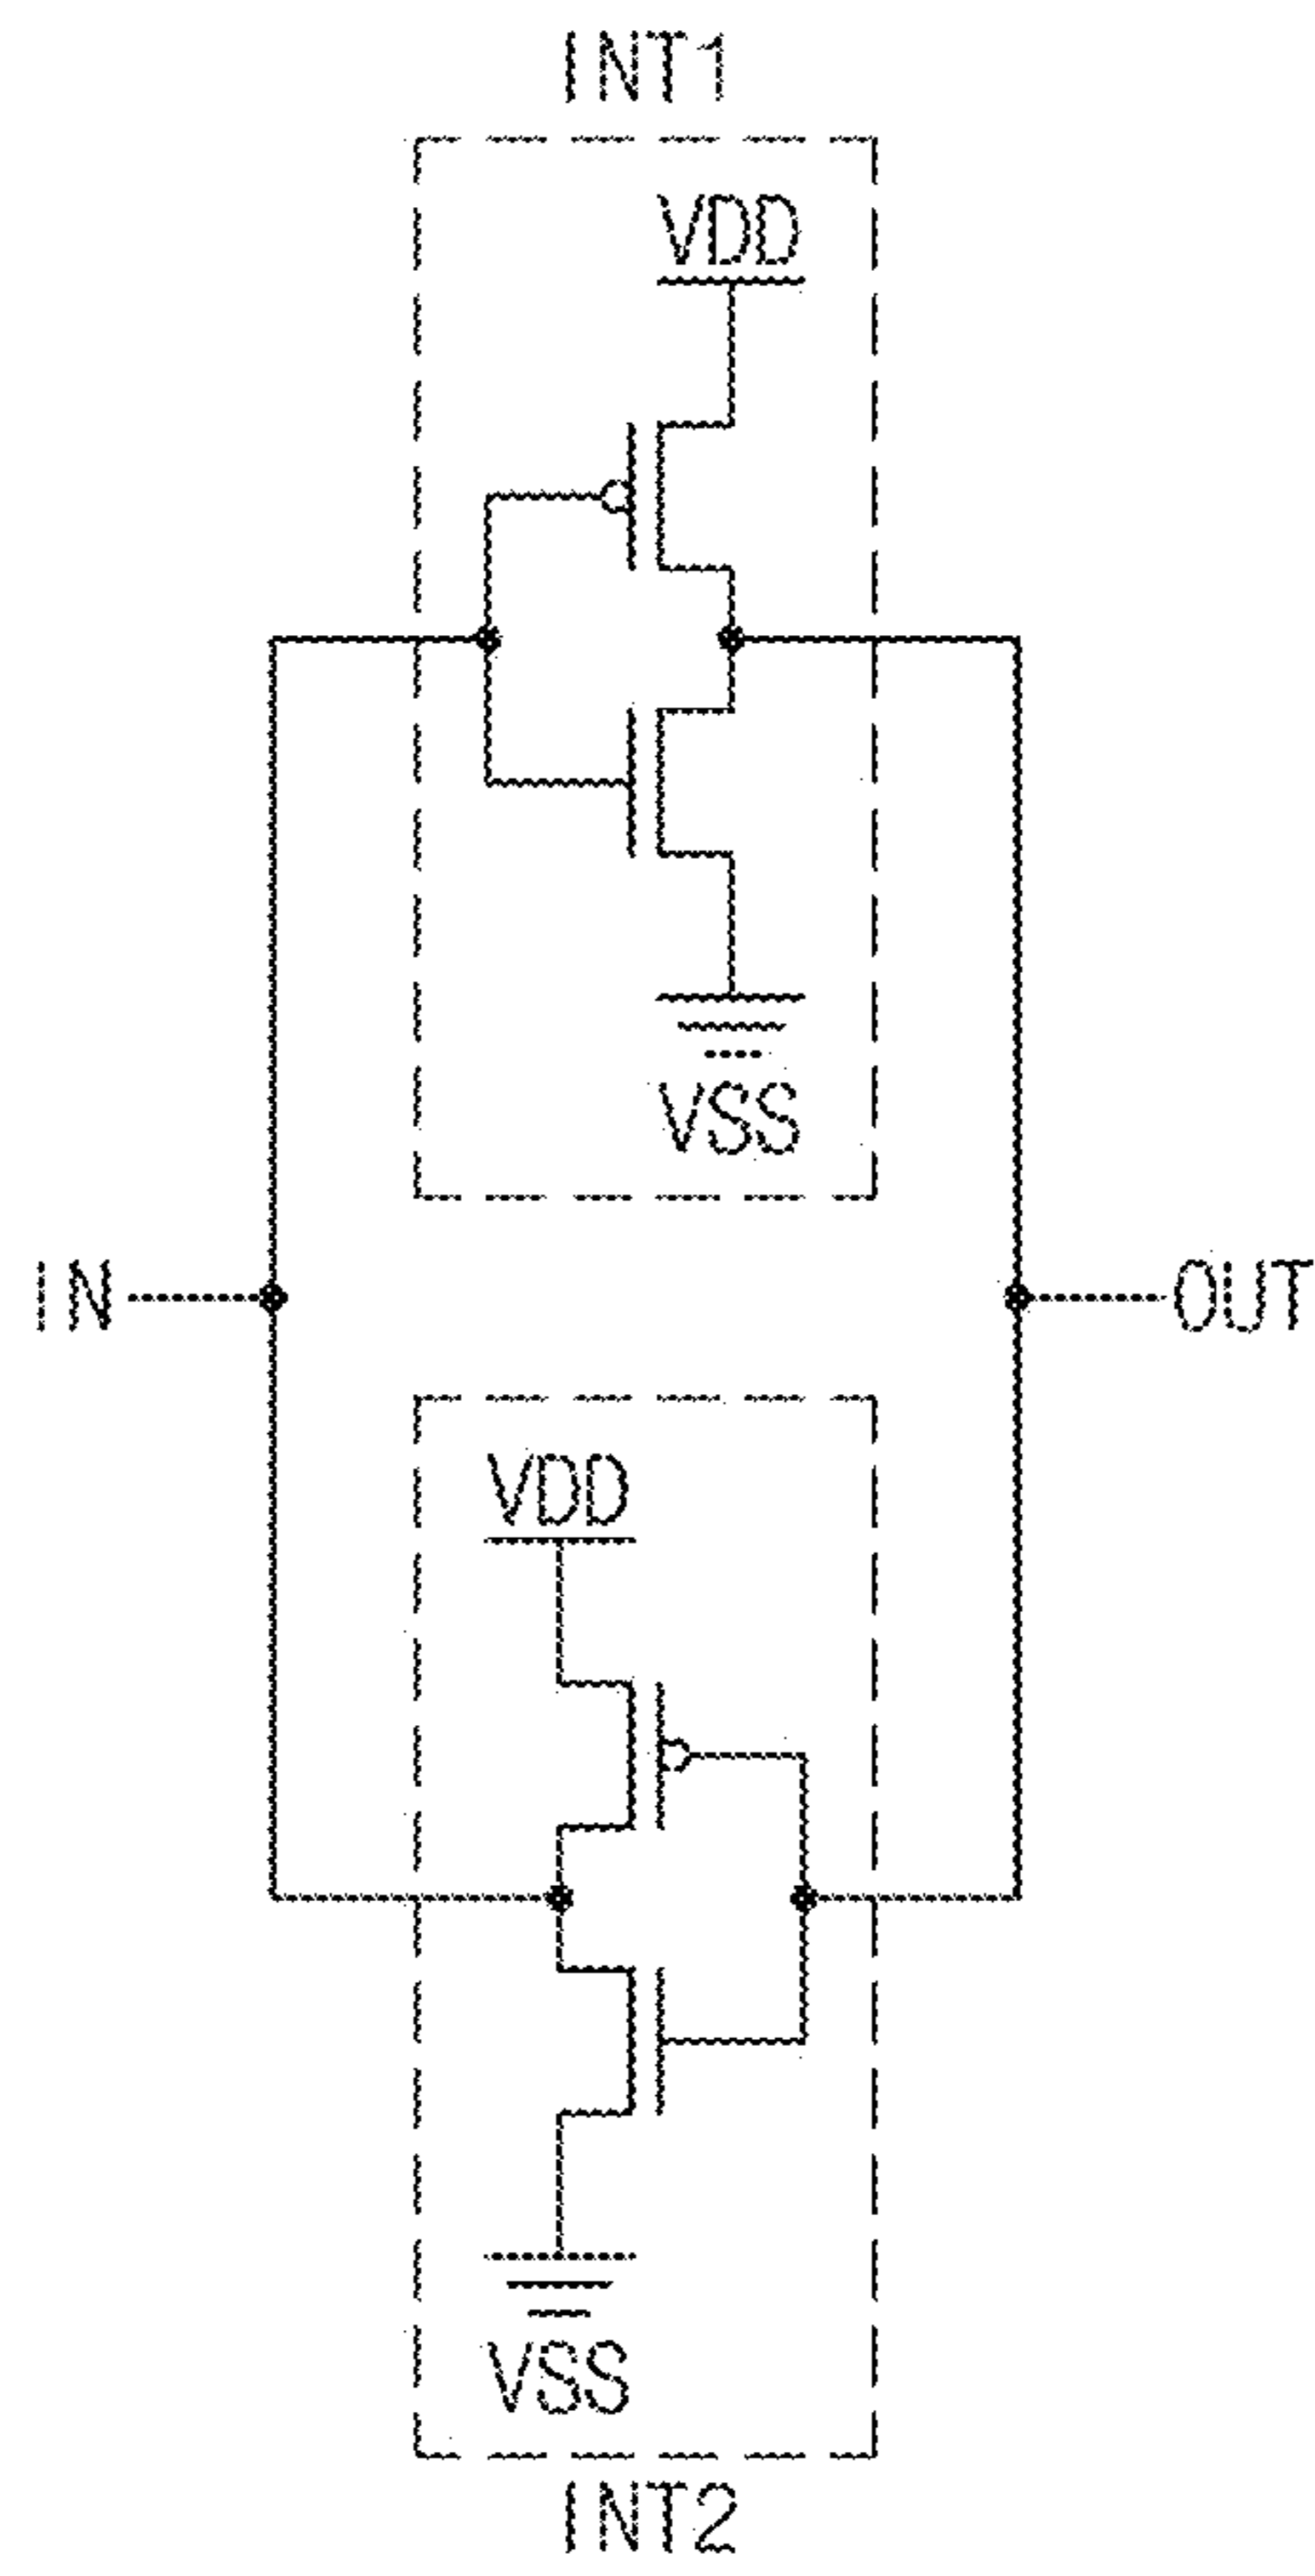 INT1
VDD
VSS
IN
OUT
VDD
VSS
INT2